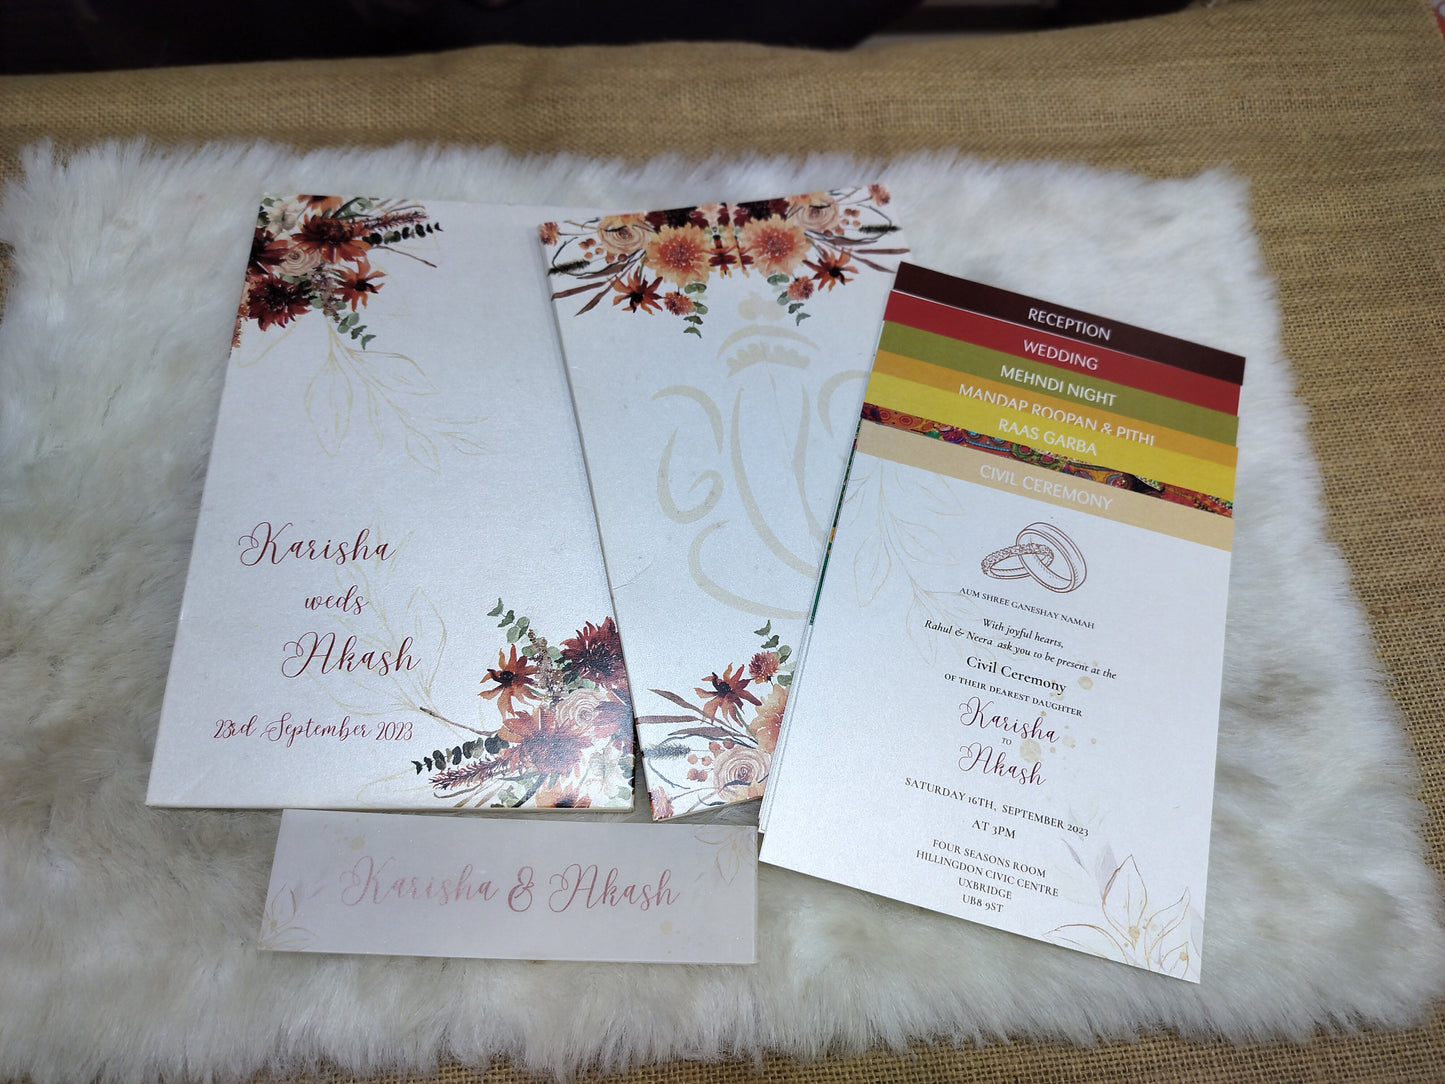 Karisha
weds
Akash
23rd September 2023
Karisha & Akash
RECEPTION
WEDDING
MEHNDI NIGHT
MANDAP ROOPAN & PITHI
RAAS GARBA
CIVIL CEREMONY
AUM SHREE GANESHAY NAMAH
With joyful hearts,
Rahul & Neera ask you to be present at the
Civil Ceremony
OF THEIR DEAREST DAUGHTER
Karisha
TO
Akash
SATURDAY 16TH, SEPTEMBER 2023
AT 3PM
FOUR SEASONS ROOM
HILLINGDON CIVIC CENTRE
UXBRIDGE
UB8 9ST